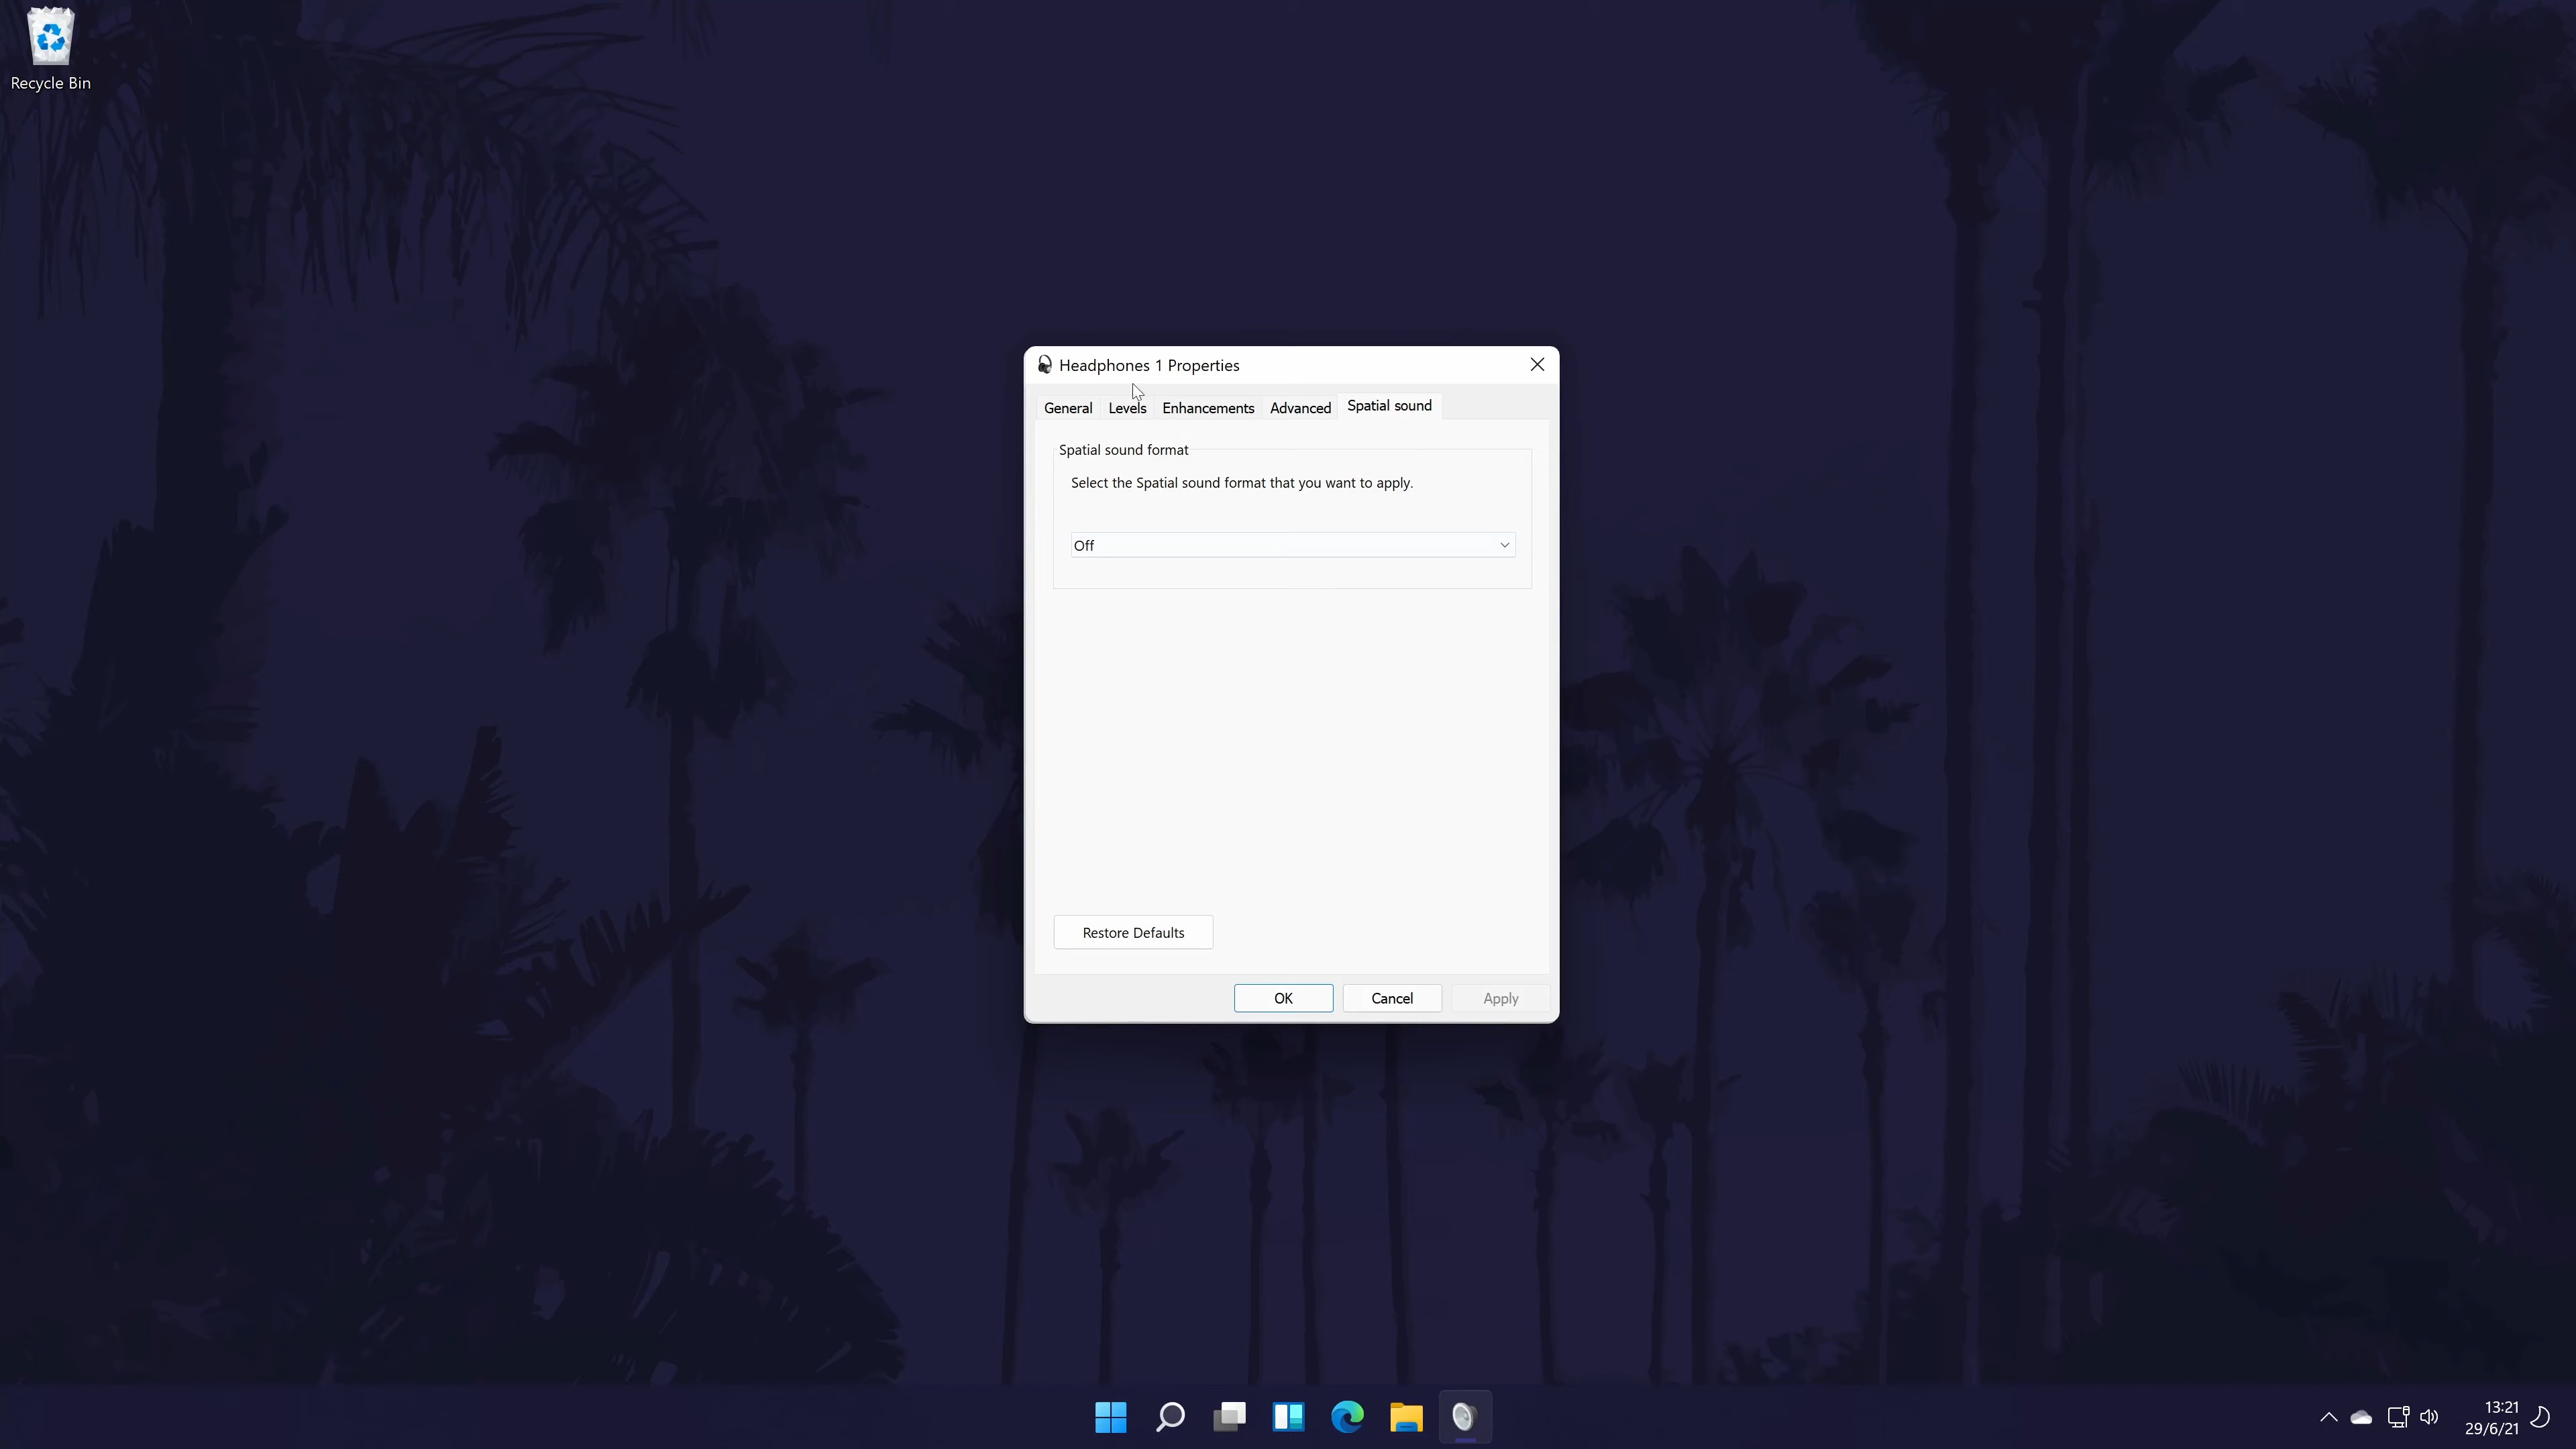 Recycle Bin
Headphones 1 Properties
General Levels Enhancements Advanced Spatial sound
Spatial sound format
Select the Spatial sound format that you want to apply.
Off
Restore Defaults
OK Cancel Apply
13:21
29/6/21